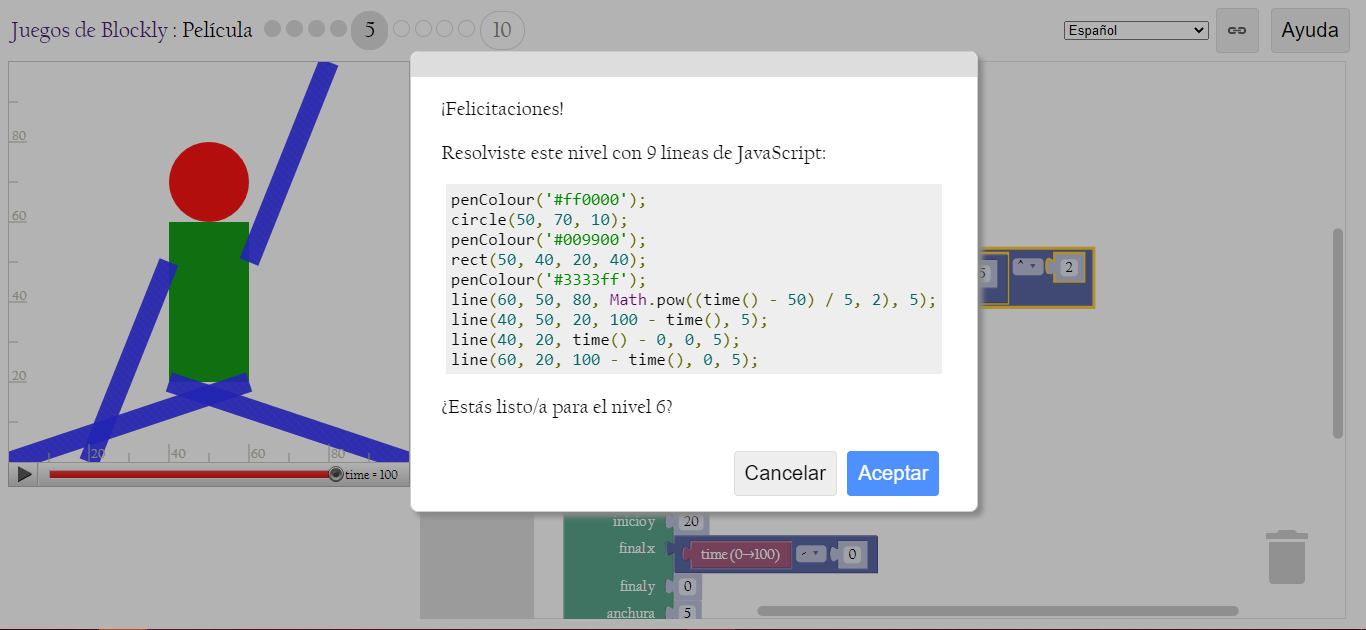 Juegos de Blockly : Película 5 10 Español Ayuda
80
60
40
20
20 40 60 80
time = 100
¡Felicitaciones!
Resolviste este nivel con 9 líneas de JavaScript:
penColour('#ff0000');
circle(50, 70, 10);
penColour('#009900');
rect(50, 40, 20, 40);
penColour('#3333ff');
line(60, 50, 80, Math.pow((time() - 50) / 5, 2), 5);
line(40, 50, 20, 100 - time(), 5);
line(40, 20, time() - 0, 0, 5);
line(60, 20, 100 - time(), 0, 5);
¿Estás listo/a para el nivel 6?
Cancelar Aceptar
5 ^ 2
inicio y 20
final x time (0→100) - 0
final y 0
anchura 5